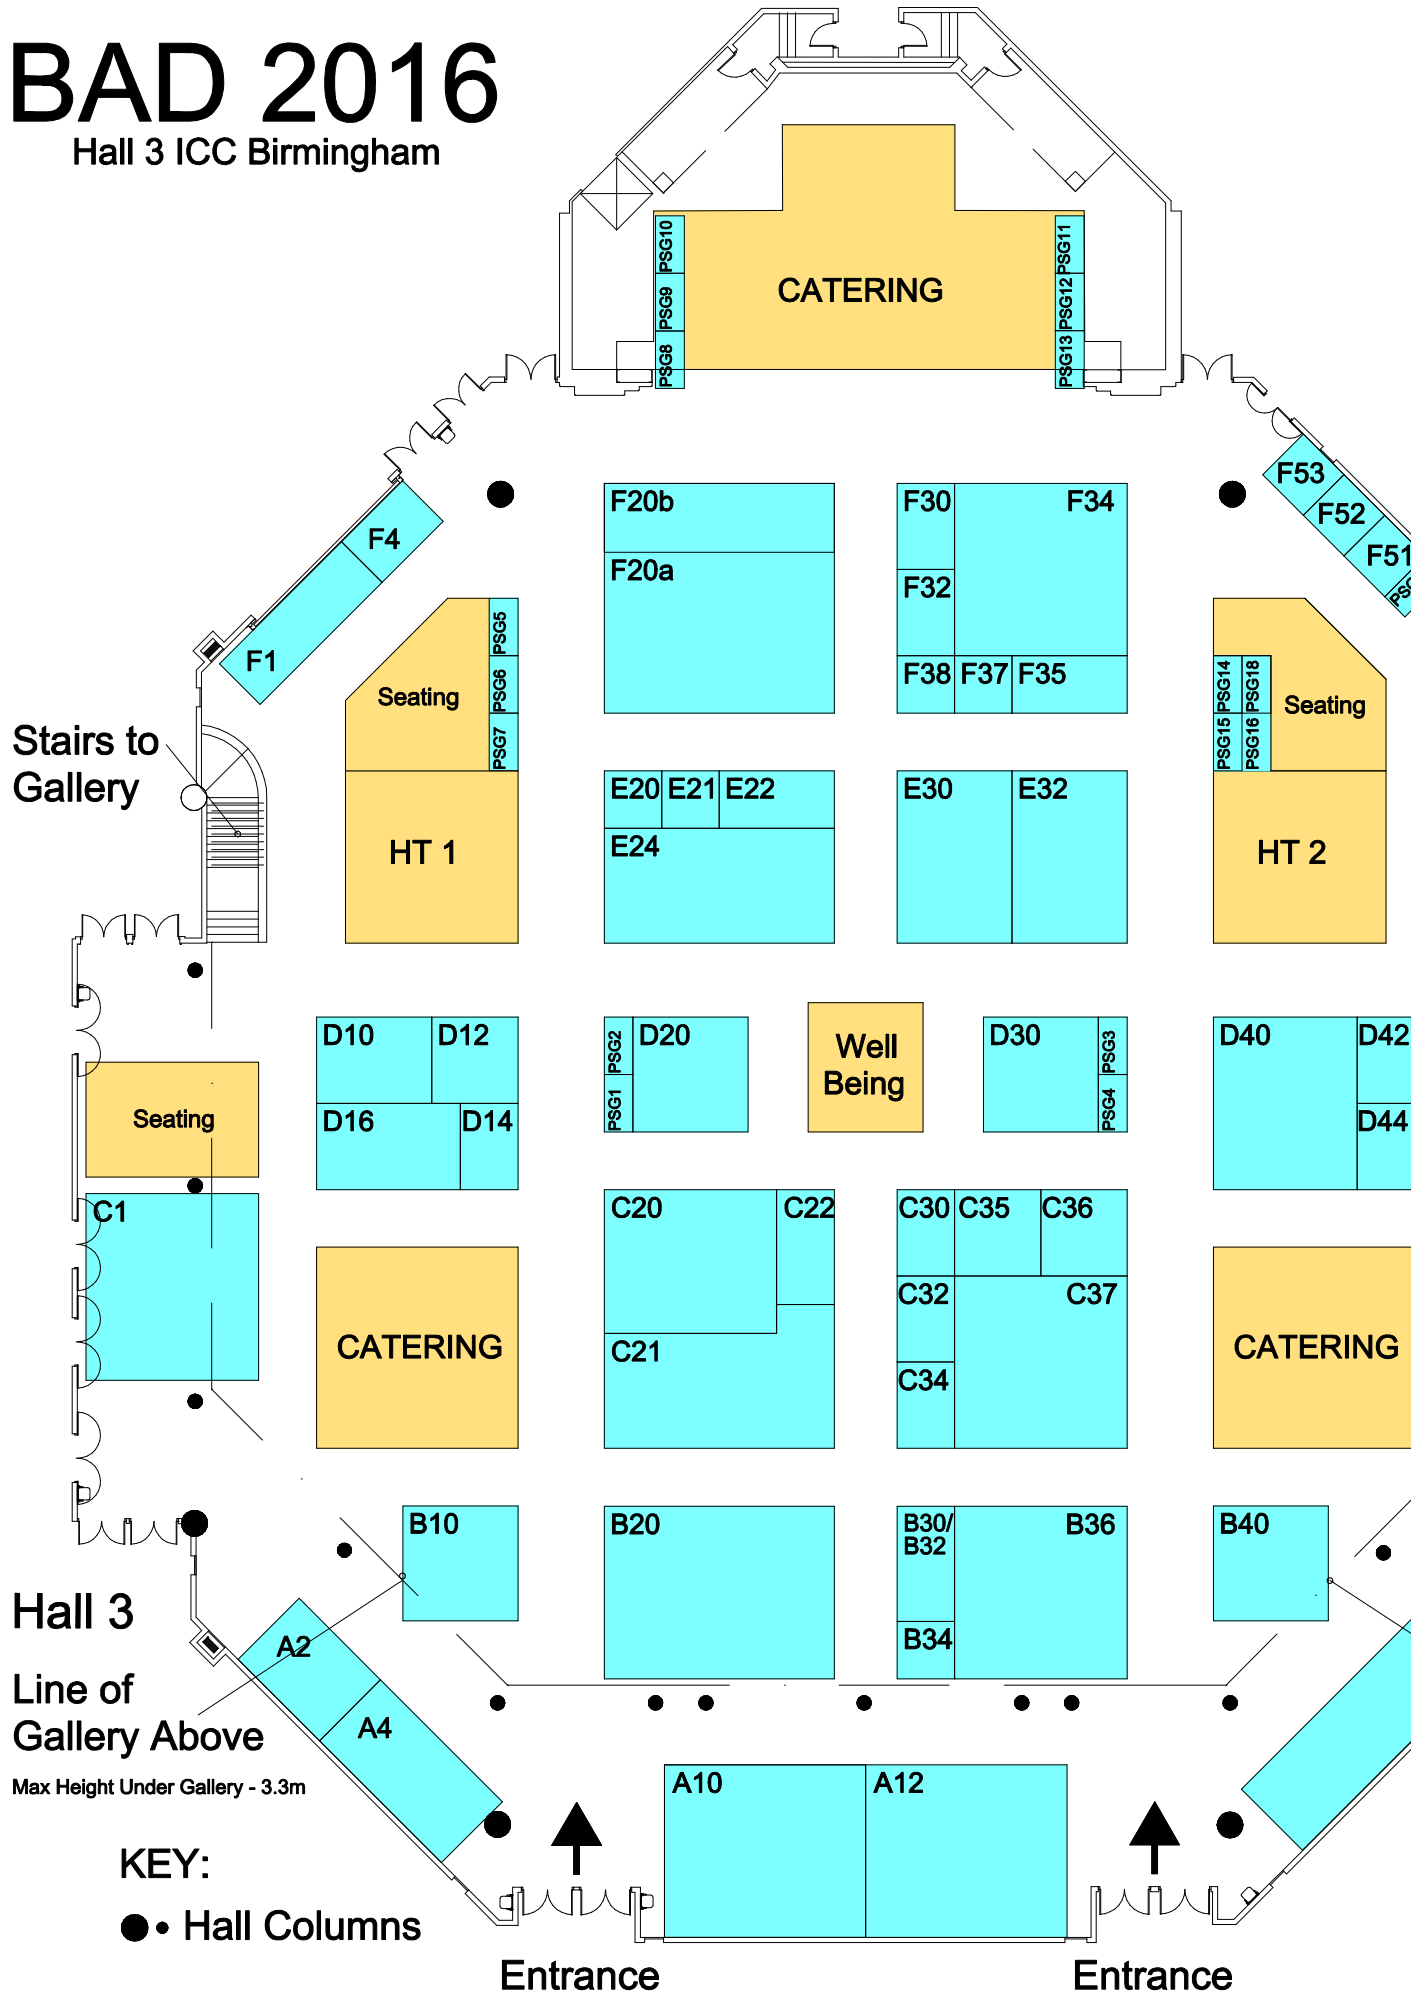 BAD 2016
Hall 3 ICC Birmingham
PSG10
PSG9
PSG8
CATERING
PSG11
PSG12
PSG13
F53
F52
F51
F4
F1
F20b
F20a
F30
F34
F32
F38
F37
F35
Seating
PSG5
PSG6
PSG7
PSG14
PSG18
PSG15
PSG16
Seating
Stairs to
Gallery
HT 1
E20
E21
E22
E24
E30
E32
HT 2
D10
D12
D16
D14
PSG2
PSG1
D20
Well
Being
D30
PSG3
PSG4
D40
D42
D44
Seating
C1
CATERING
C20
C22
C21
C30
C35
C36
C32
C37
C34
CATERING
B10
B20
B30/
B32
B36
B34
B40
Hall 3
A2
Line of
Gallery Above
A4
Max Height Under Gallery - 3.3m
A10
A12
KEY:
Hall Columns
Entrance
Entrance